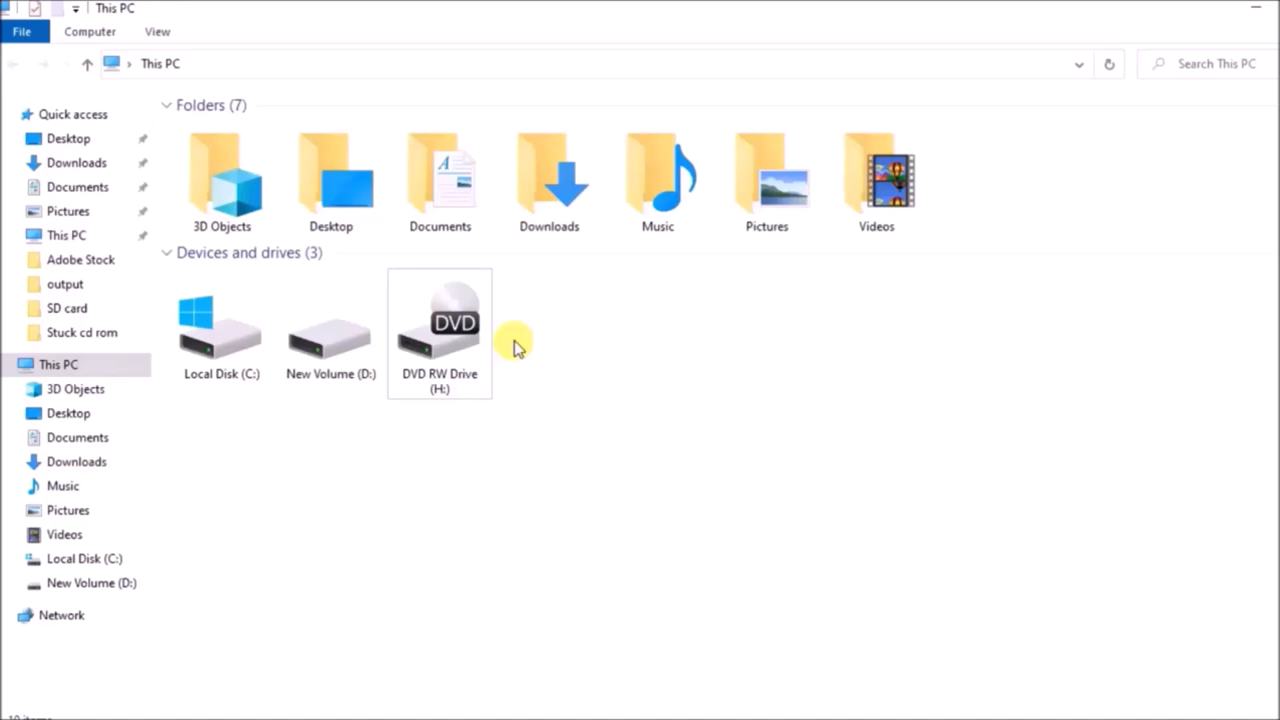 This PC
File Computer View
This PC
Search This PC
Quick access
Desktop
Downloads
Documents
Pictures
This PC
Adobe Stock
output
SD card
Stuck cd rom
This PC
3D Objects
Desktop
Documents
Downloads
Music
Pictures
Videos
Local Disk (C:)
New Volume (D:)
Network
Folders (7)
3D Objects
Desktop
A
Documents
Downloads
Music
Pictures
Videos
Devices and drives (3)
Local Disk (C:)
New Volume (D:)
DVD
DVD RW Drive
(H:)